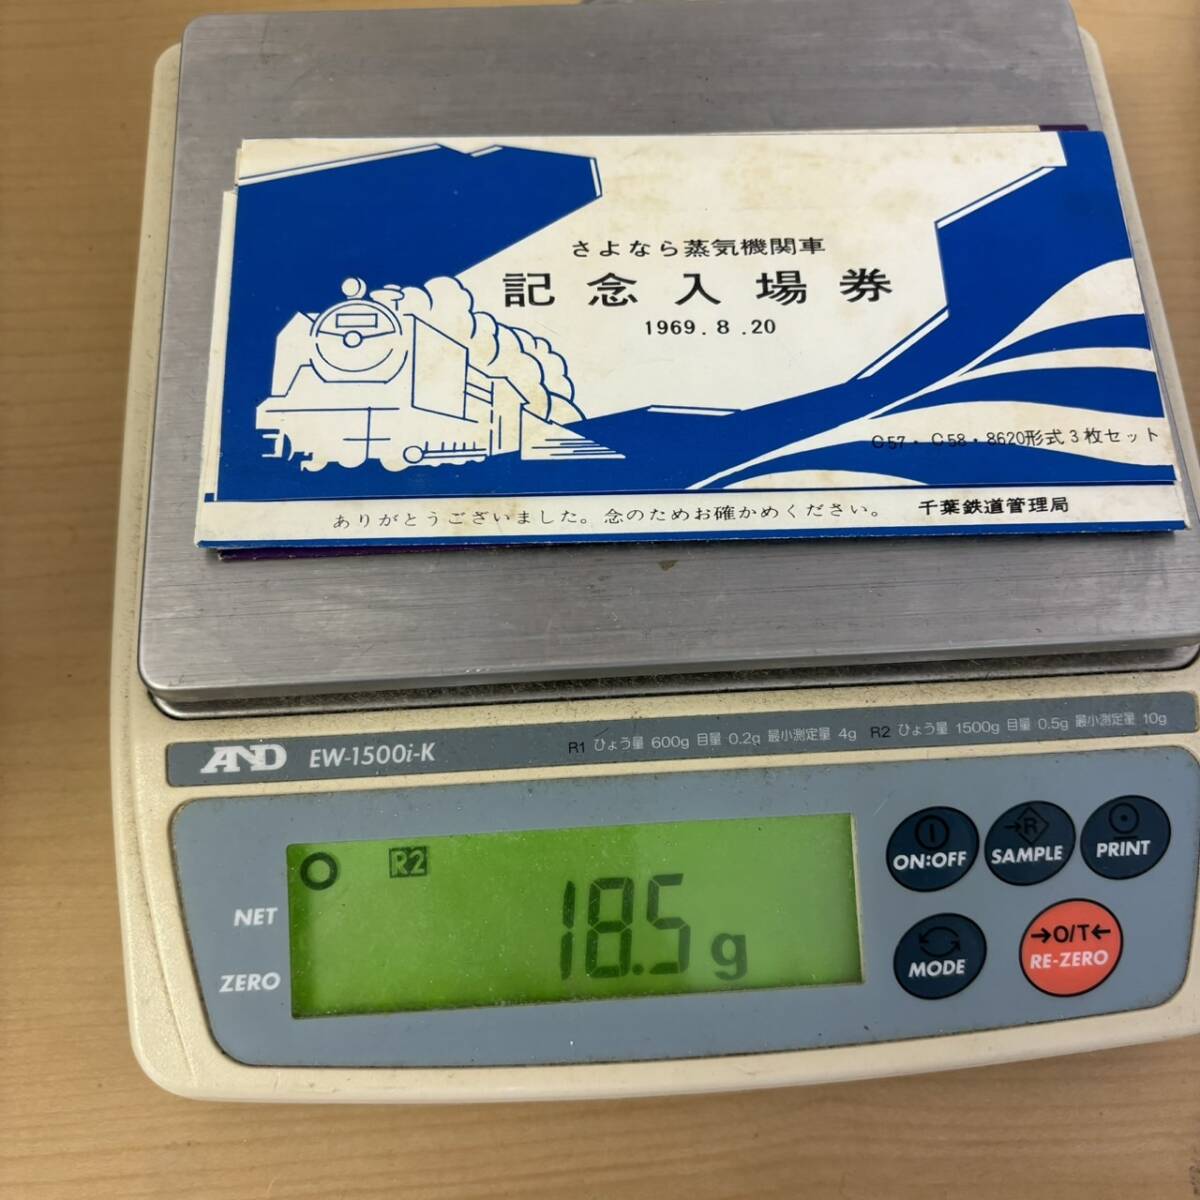 さよなら蒸気機関車
記念入場券
1969.8.20
C57・C58・8620形式3枚セット
ありがとうございました。念のためお確かめください。 千葉鉄道管理局
AND EW-1500i-K R1 ひょう量 600g 目量 0.2g 最小測定量 4g R2 ひょう量 1500g 目量 0.5g 最小測定量 10g
R2
18.5 g
NET
ZERO
ON:OFF
→R
SAMPLE
PRINT
MODE
→O/T←
RE-ZERO